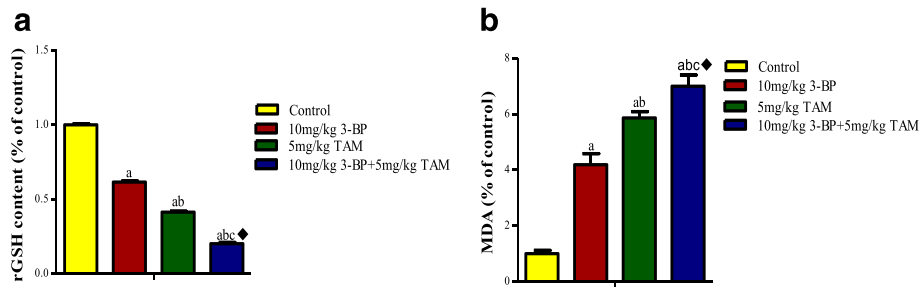 a
rGSH content (% of control)
1.5
1.0
0.5
0.0
a
ab
abc◆
Control
10mg/kg 3-BP
5mg/kg TAM
10mg/kg 3-BP+5mg/kg TAM
b
MDA (% of control)
8
6
4
2
0
a
ab
abc◆
Control
10mg/kg 3-BP
5mg/kg TAM
10mg/kg 3-BP+5mg/kg TAM